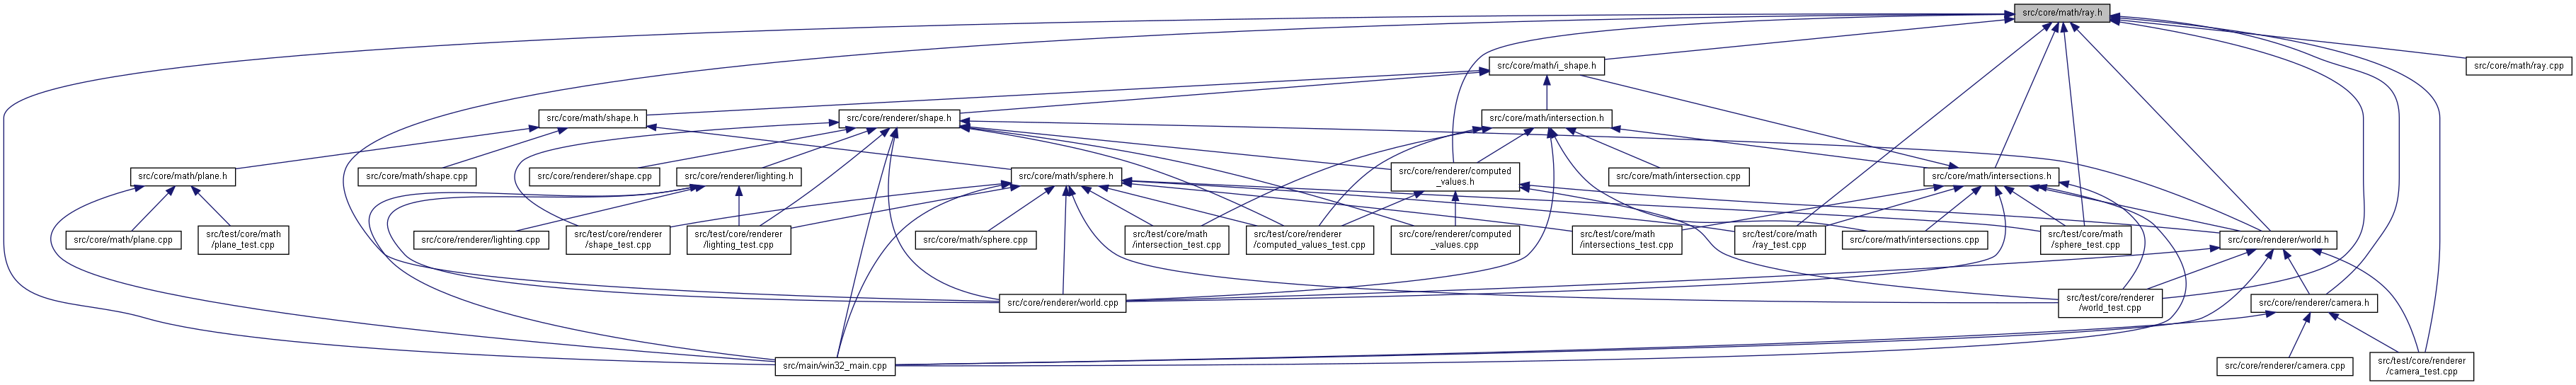 src/core/math/ray.h
src/core/math/i_shape.h
src/core/math/ray.cpp
src/core/math/shape.h
src/core/renderer/shape.h
src/core/math/intersection.h
src/core/math/plane.h
src/core/math/shape.cpp
src/core/renderer/shape.cpp
src/core/renderer/lighting.h
src/core/math/sphere.h
src/core/renderer/computed
_values.h
src/core/math/intersection.cpp
src/core/math/intersections.h
src/core/math/plane.cpp
src/test/core/math
/plane_test.cpp
src/core/renderer/lighting.cpp
src/test/core/renderer
/shape_test.cpp
src/test/core/renderer
/lighting_test.cpp
src/core/math/sphere.cpp
src/test/core/math
/intersection_test.cpp
src/test/core/renderer
/computed_values_test.cpp
src/core/renderer/computed
_values.cpp
src/test/core/math
/intersections_test.cpp
src/test/core/math
/ray_test.cpp
src/core/math/intersections.cpp
src/test/core/math
/sphere_test.cpp
src/core/renderer/world.h
src/core/renderer/world.cpp
src/test/core/renderer
/world_test.cpp
src/core/renderer/camera.h
src/main/win32_main.cpp
src/core/renderer/camera.cpp
src/test/core/renderer
/camera_test.cpp